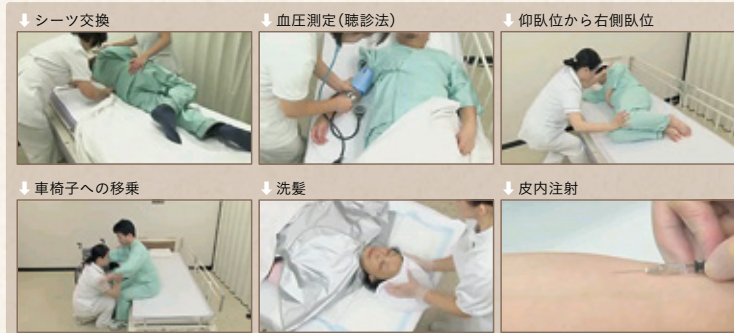 シーツ交換
血圧測定(聴診法)
仰臥位から右側臥位
車椅子への移乗
洗髪
皮内注射